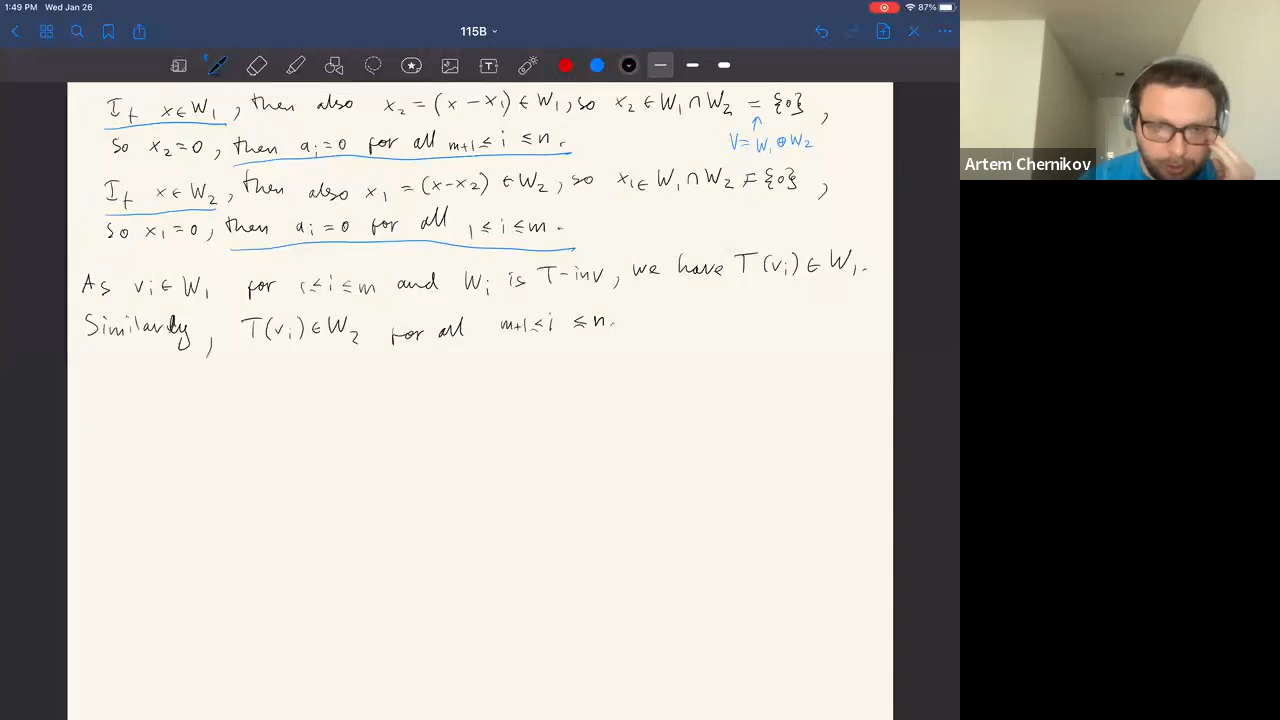 1:49 PM Wed Jan 26
87%
115B
If x ∈ W₁, then also x₂ = (x - x₁) ∈ W₁, so x₂ ∈ W₁ ∩ W₂ = {0},
V = W₁ ⊕ W₂
so x₂ = 0, then aᵢ = 0 for all m+1 ≤ i ≤ n.
If x ∈ W₂, then also x₁ = (x - x₂) ∈ W₂, so x₁ ∈ W₁ ∩ W₂ = {0},
so x₁ = 0, then aᵢ = 0 for all 1 ≤ i ≤ m.
As vᵢ ∈ W₁ for 1 ≤ i ≤ m and Wᵢ is T-inv, we have T(vᵢ) ∈ W₁.
Similarly, T(vᵢ) ∈ W₂ for all m+1 ≤ i ≤ n.
Artem Chernikov